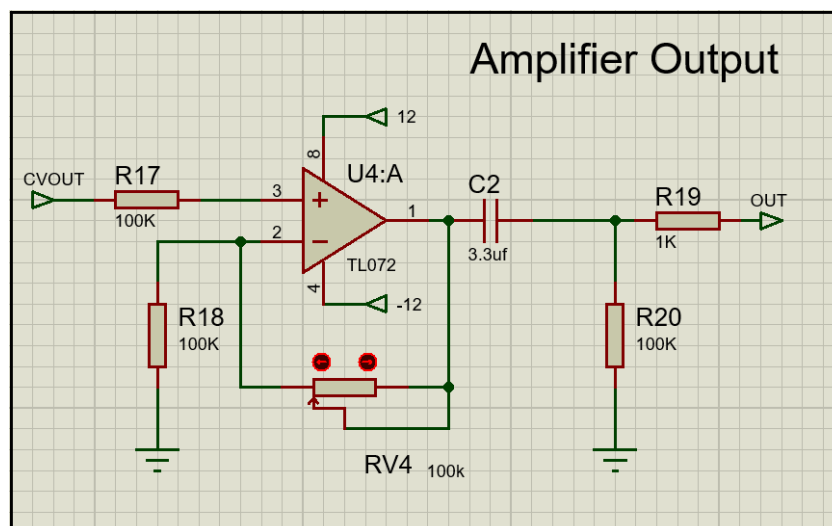 Amplifier Output
12
8
U4:A
CVOUT
R17
100K
3
2
1
TL072
4
-12
C2
3.3uf
R19
1K
OUT
R18
100K
R20
100K
RV4
100k